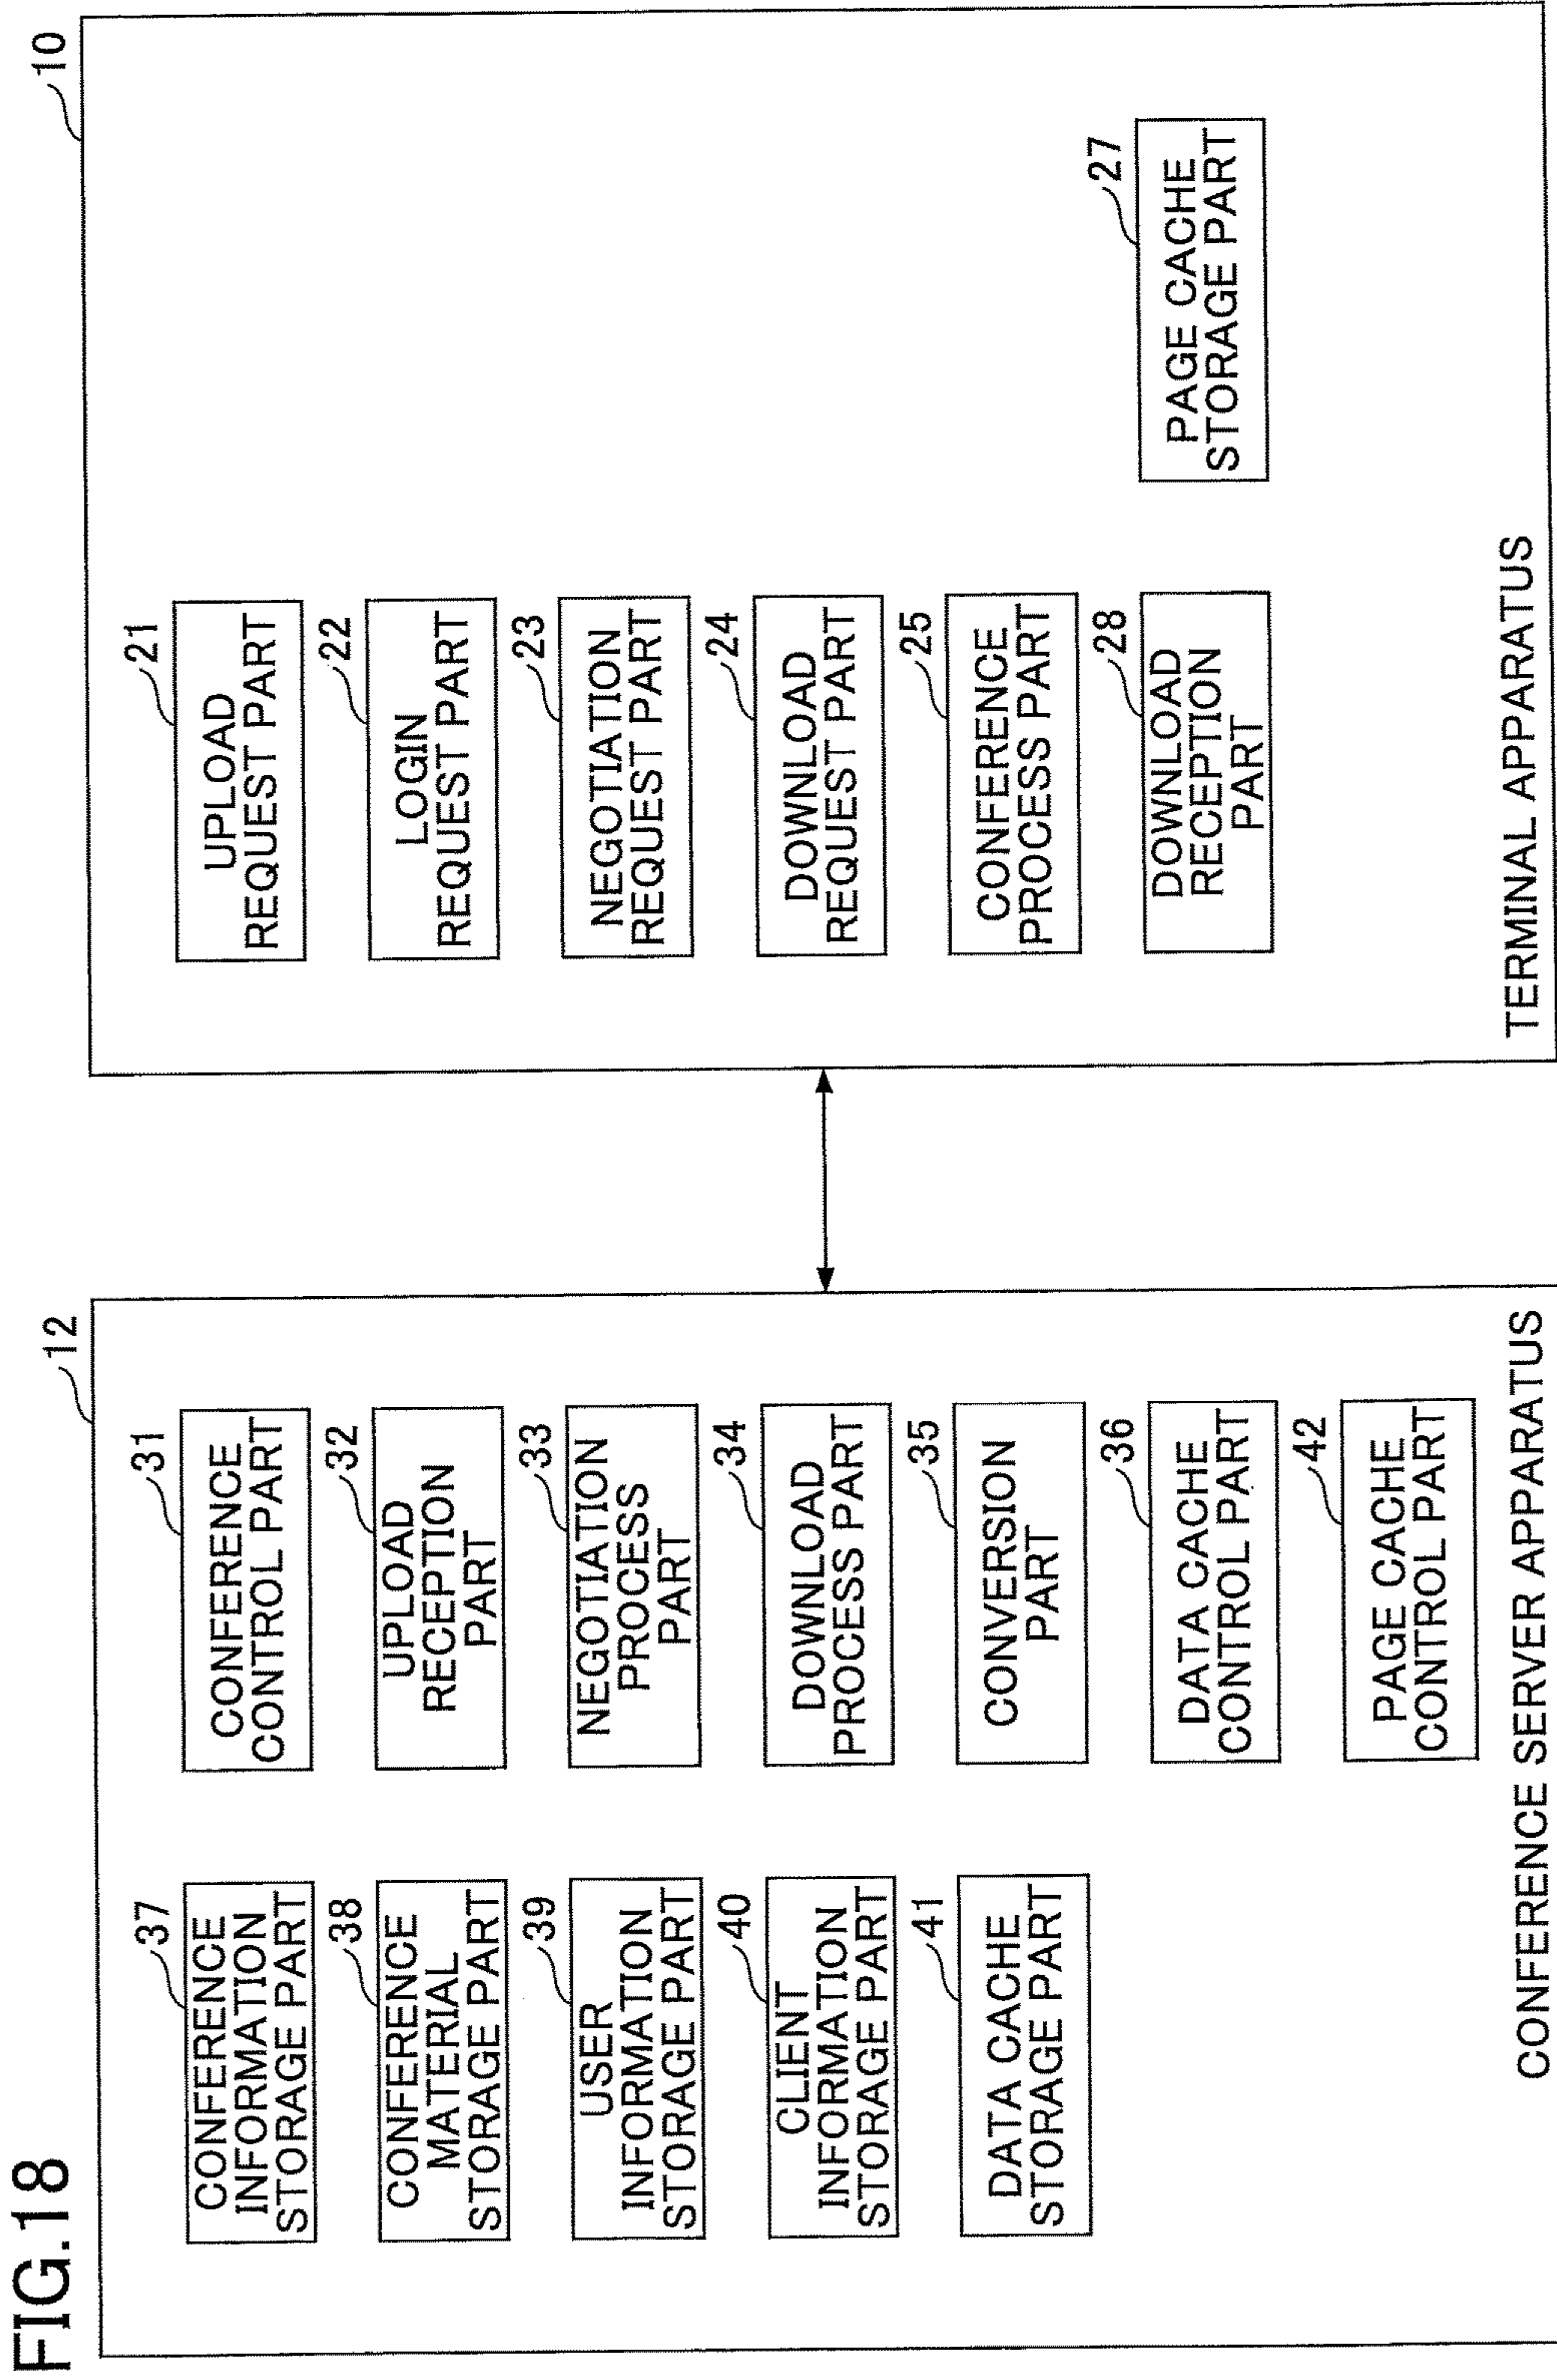 FIG.18
12
37
CONFERENCE
INFORMATION
STORAGE PART
38
CONFERENCE
MATERIAL
STORAGE PART
39
USER
INFORMATION
STORAGE PART
40
CLIENT
INFORMATION
STORAGE PART
41
DATA CACHE
STORAGE PART
31
CONFERENCE
CONTROL PART
32
UPLOAD
RECEPTION
PART
33
NEGOTIATION
PROCESS
PART
34
DOWNLOAD
PROCESS PART
35
CONVERSION
PART
36
DATA CACHE
CONTROL PART
42
PAGE CACHE
CONTROL PART
CONFERENCE SERVER APPARATUS
10
21
UPLOAD
REQUEST PART
22
LOGIN
REQUEST PART
23
NEGOTIATION
REQUEST PART
24
DOWNLOAD
REQUEST PART
25
CONFERENCE
PROCESS PART
28
DOWNLOAD
RECEPTION
PART
27
PAGE CACHE
STORAGE PART
TERMINAL APPARATUS